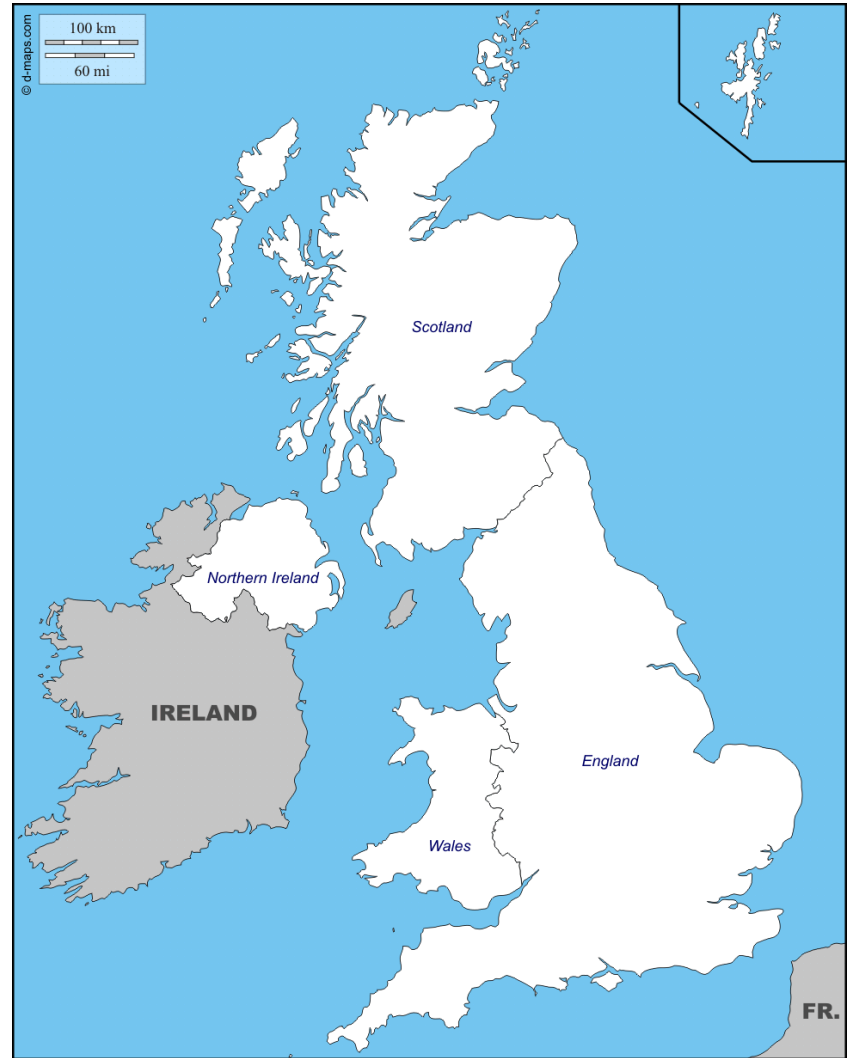 © d-maps.com
100 km
60 mi
Scotland
Northern Ireland
IRELAND
England
Wales
FR.